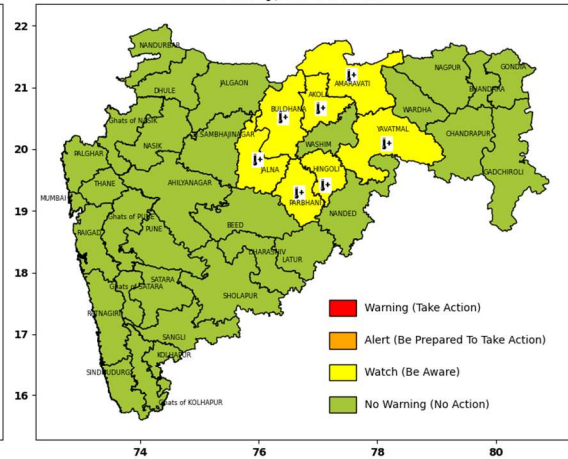 22
21
20
19
18
17
16
74
76
78
80
NANDURBAR
DHULE
JALGAON
Ghats of NASIK
NASIK
PALGHAR
THANE
MUMBAI
RAIGAD
Ghats of PUNE
PUNE
AHILYANAGAR
.SAMBHAJINAGAR
BULDHANA
AKOLA
AMARAVATI
NAGPUR
GONDIA
BHANDARA
WARDHA
YAVATMAL
CHANDRAPUR
GADCHIROLI
WASHIM
JALNA
HINGOLI
PARBHANI
NANDED
BEED
DHARASHIV
LATUR
SATARA
Ghats of SATARA
SHOLAPUR
RATNAGIRI
SANGLI
KOLHAPUR
SINDHUDURG
Ghats of KOLHAPUR
Warning (Take Action)
Alert (Be Prepared To Take Action)
Watch (Be Aware)
No Warning (No Action)